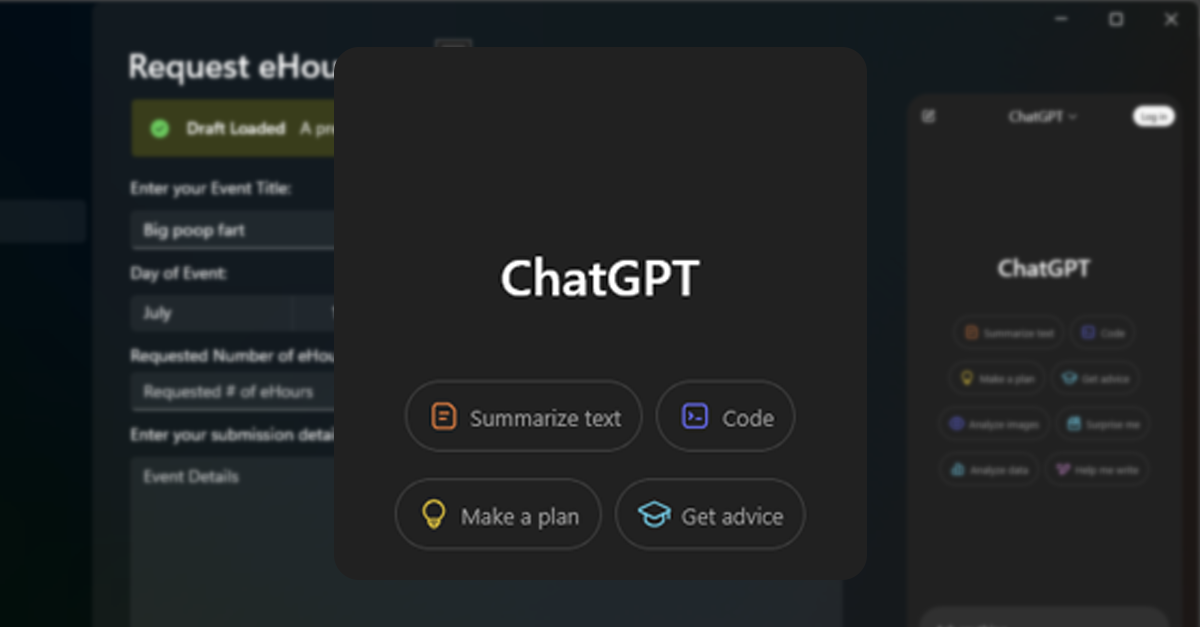 Request eHou
Draft Loaded A pre
Enter your Event Title:
Big poop fart
Day of Event:
July
Requested Number of eHou
Requested # of eHours
Enter your submission detai
Event Details
ChatGPT
Summarize text
Code
Make a plan
Get advice
ChatGPT
Log in
ChatGPT
Summarize text
Code
Make a plan
Get advice
Analyze images
Surprise me
Analyze data
Help me write